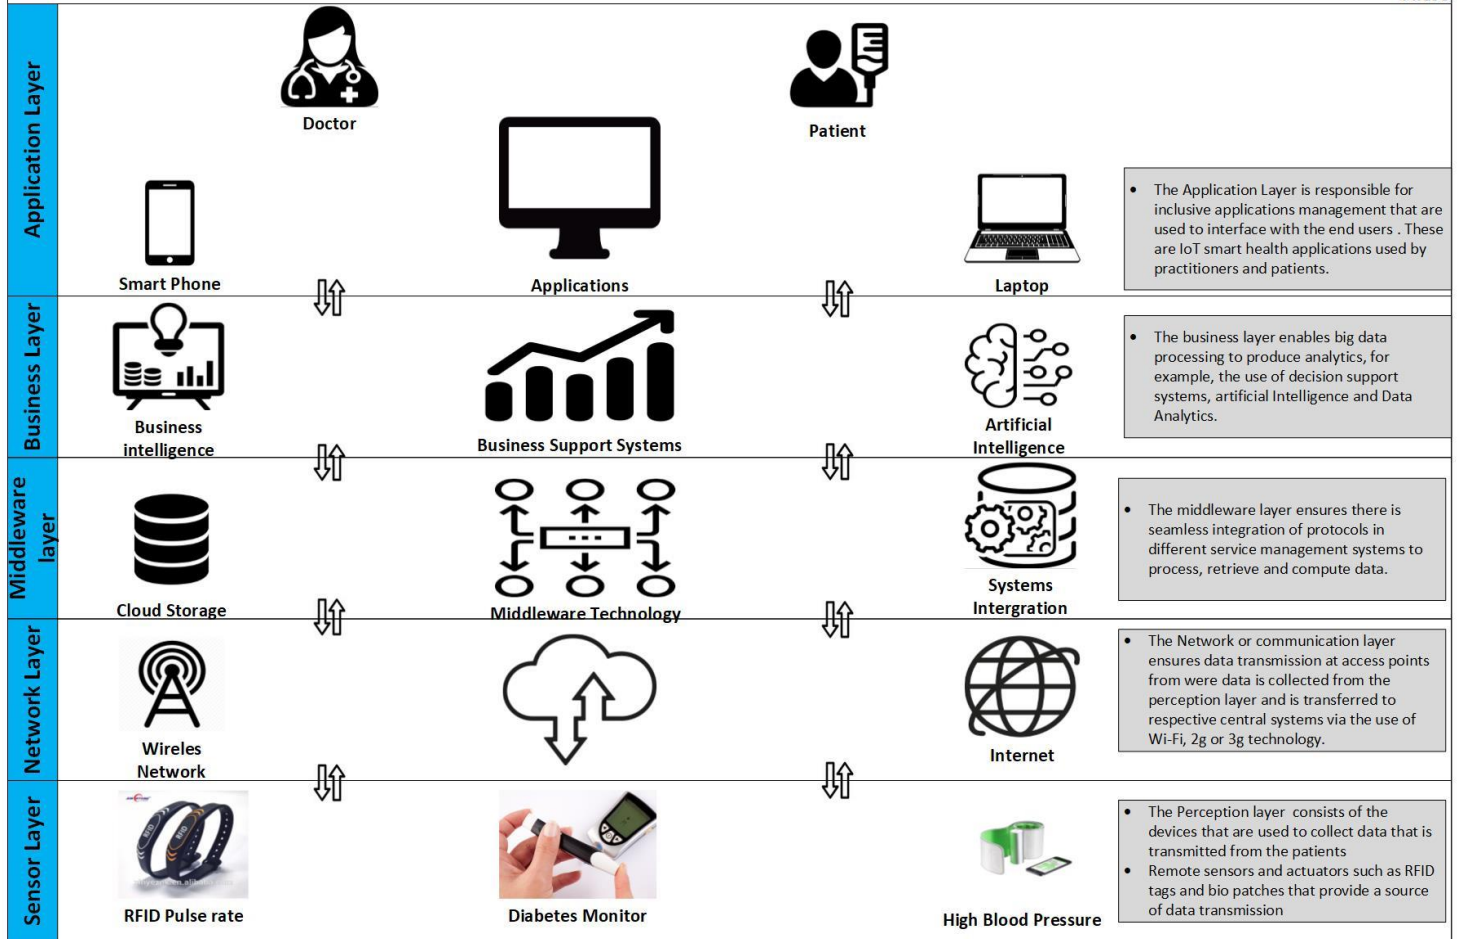 Application Layer
Doctor
Patient
Smart Phone
Applications
Laptop
• The Application Layer is responsible for
inclusive applications management that are
used to interface with the end users . These
are IoT smart health applications used by
practitioners and patients.
Business Layer
Business
intelligence
Business Support Systems
Artificial
Intelligence
• The business layer enables big data
processing to produce analytics, for
example, the use of decision support
systems, artificial Intelligence and Data
Analytics.
Middleware
layer
Cloud Storage
Middleware Technology
Systems
Intergration
• The middleware layer ensures there is
seamless integration of protocols in
different service management systems to
process, retrieve and compute data.
Network Layer
Wireles
Network
Internet
• The Network or communication layer
ensures data transmission at access points
from were data is collected from the
perception layer and is transferred to
respective central systems via the use of
Wi-Fi, 2g or 3g technology.
Sensor Layer
RFID
RFID
RFID Pulse rate
Diabetes Monitor
High Blood Pressure
• The Perception layer consists of the
devices that are used to collect data that is
transmitted from the patients
• Remote sensors and actuators such as RFID
tags and bio patches that provide a source
of data transmission